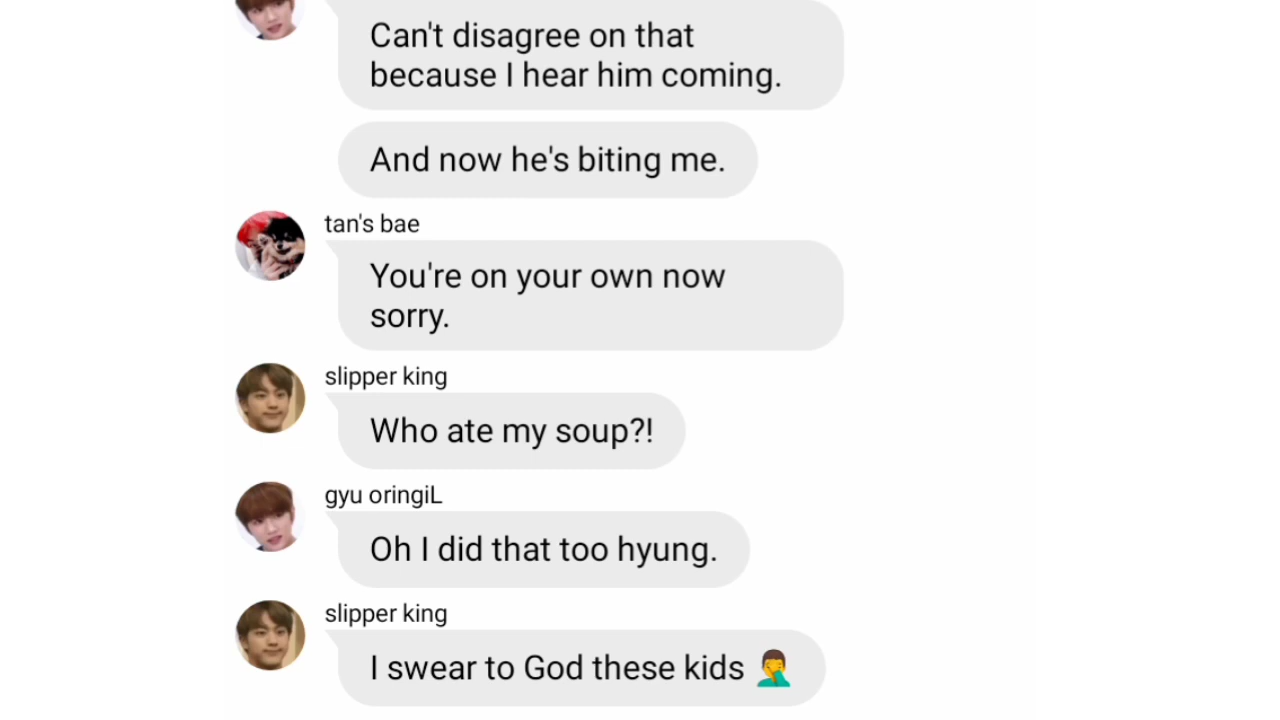 Can't disagree on that
because I hear him coming.
And now he's biting me.
tan's bae
You're on your own now
sorry.
slipper king
Who ate my soup?!
gyu oringiL
Oh I did that too hyung.
slipper king
I swear to God these kids 🤦‍♂️